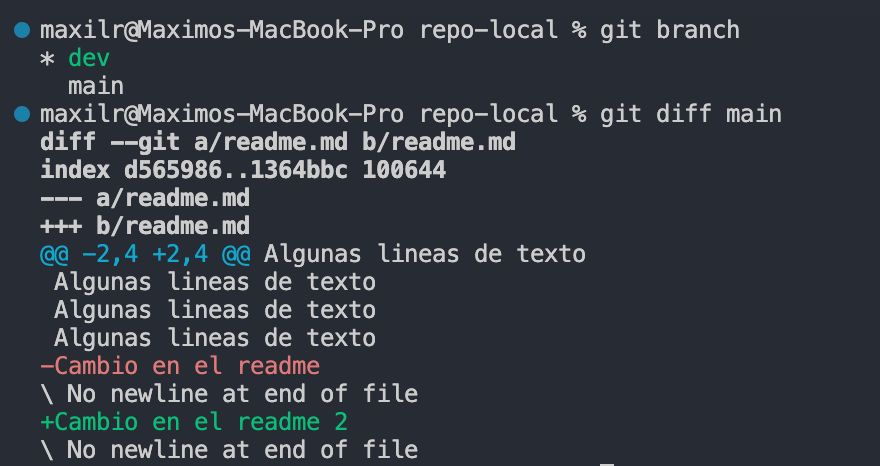 maxilr@Maximos-MacBook-Pro repo-local % git branch
* dev
  main
maxilr@Maximos-MacBook-Pro repo-local % git diff main
diff --git a/readme.md b/readme.md
index d565986..1364bbc 100644
--- a/readme.md
+++ b/readme.md
@@ -2,4 +2,4 @@ Algunas lineas de texto
 Algunas lineas de texto
 Algunas lineas de texto
 Algunas lineas de texto
-Cambio en el readme
\ No newline at end of file
+Cambio en el readme 2
\ No newline at end of file